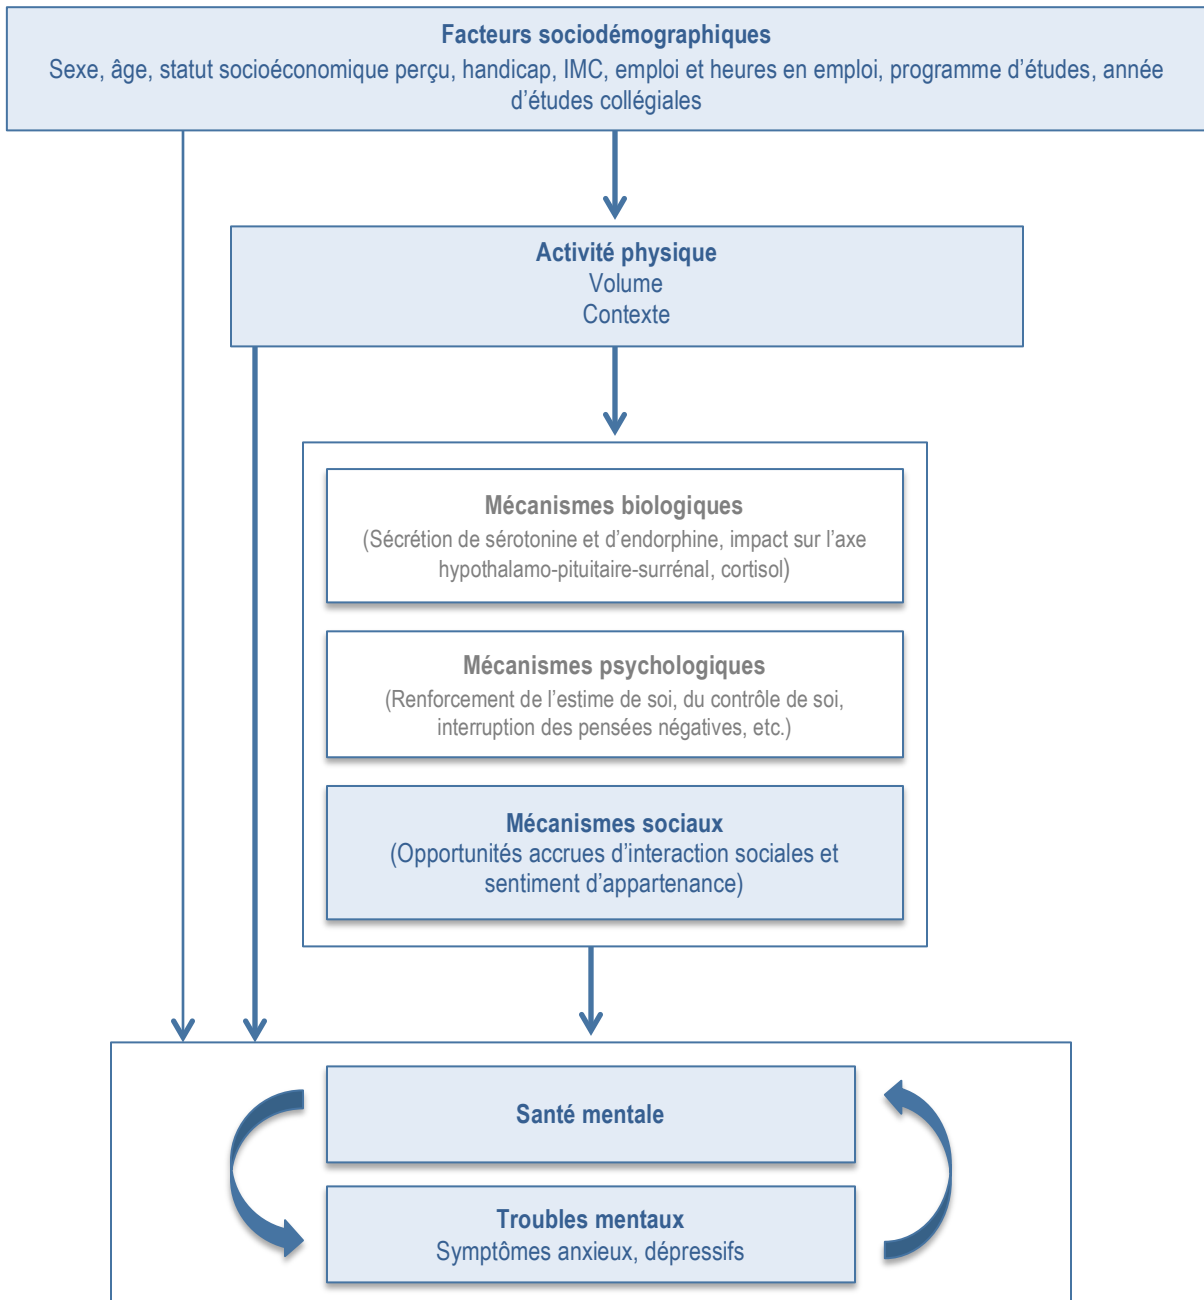 Facteurs sociodémographiques
Sexe, âge, statut socioéconomique perçu, handicap, IMC, emploi et heures en emploi, programme d’études, année
d’études collégiales
Activité physique
Volume
Contexte
Mécanismes biologiques
(Sécrétion de sérotonine et d’endorphine, impact sur l’axe
hypothalamo-pituitaire-surrénal, cortisol)
Mécanismes psychologiques
(Renforcement de l’estime de soi, du contrôle de soi,
interruption des pensées négatives, etc.)
Mécanismes sociaux
(Opportunités accrues d’interaction sociales et
sentiment d’appartenance)
Santé mentale
Troubles mentaux
Symptômes anxieux, dépressifs